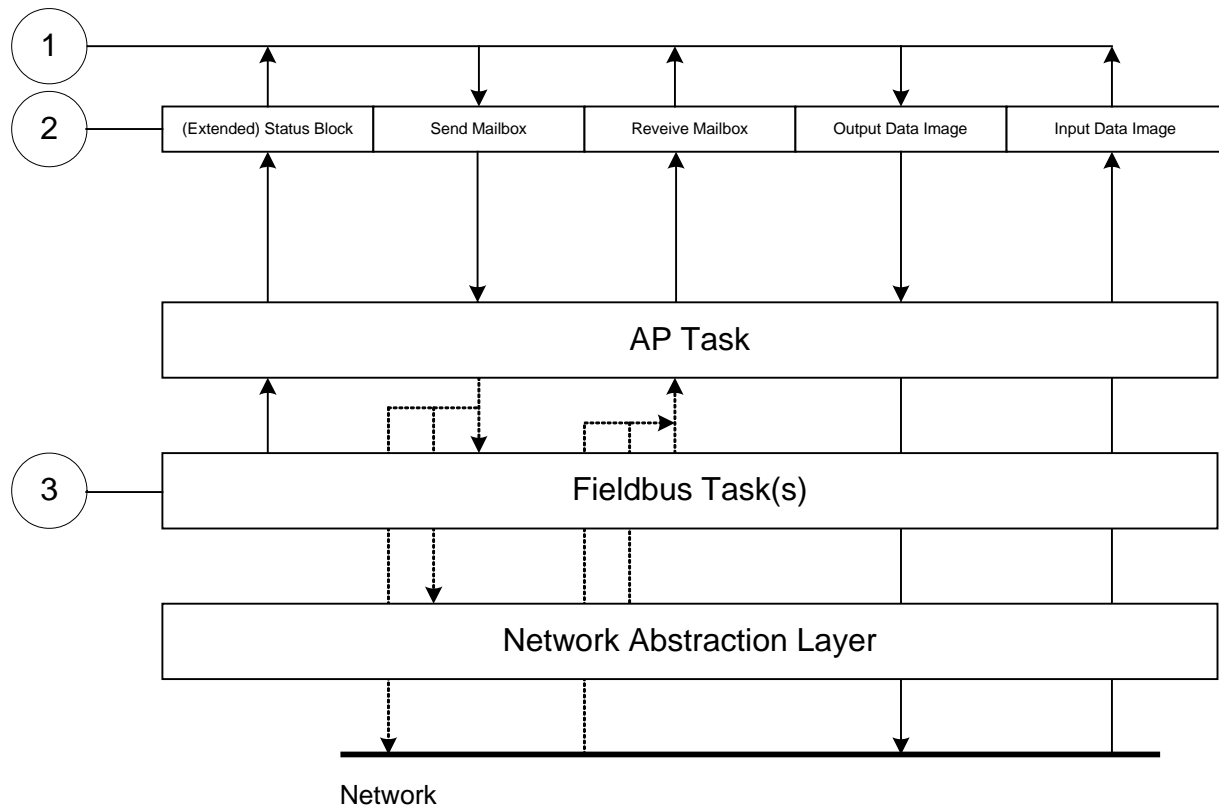 1
2
(Extended) Status Block
Send Mailbox
Reveive Mailbox
Output Data Image
Input Data Image
AP Task
3
Fieldbus Task(s)
Network Abstraction Layer
Network